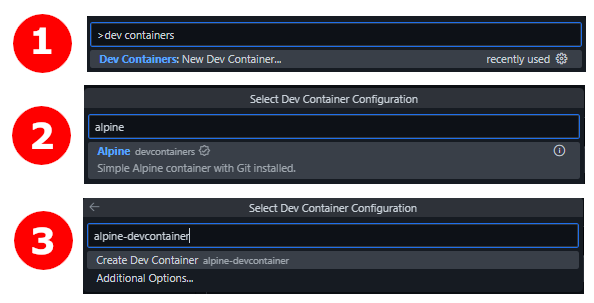 1
>dev containers
Dev Containers: New Dev Container... recently used
2
Select Dev Container Configuration
alpine
Alpine devcontainers
Simple Alpine container with Git installed.
3
Select Dev Container Configuration
alpine-devcontainer
Create Dev Container alpine-devcontainer
Additional Options...